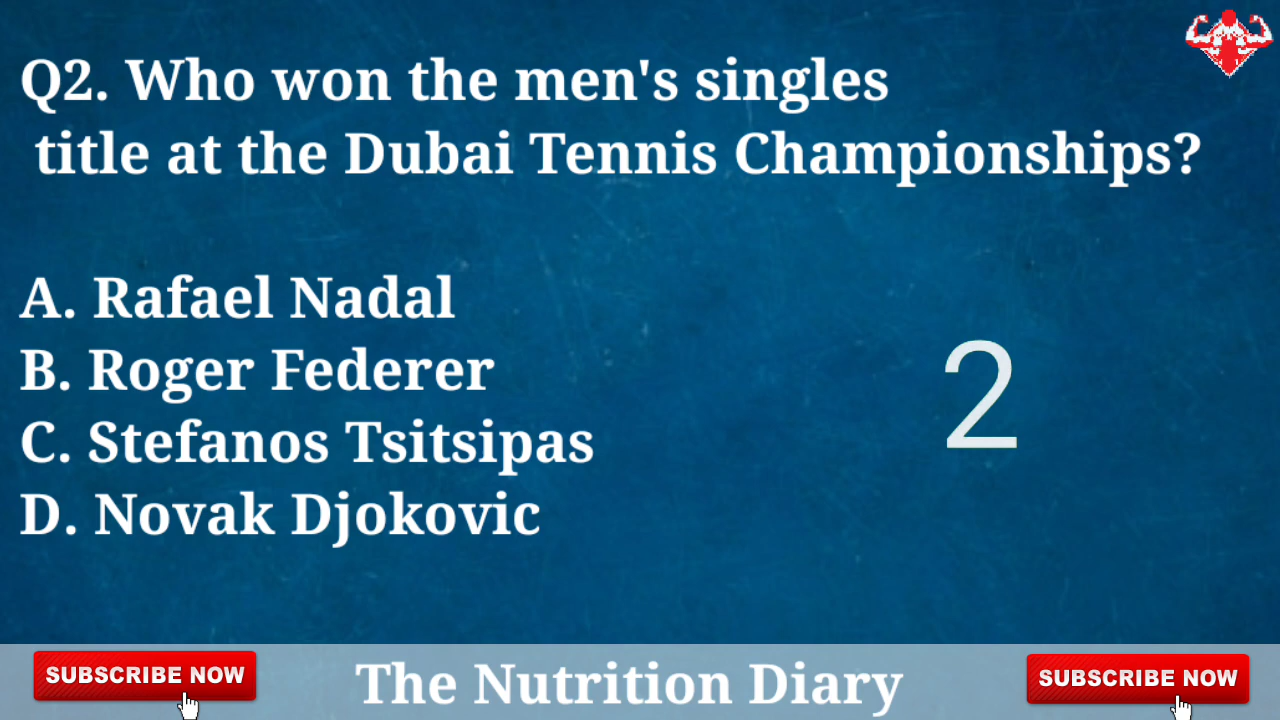 Q2. Who won the men's singles
title at the Dubai Tennis Championships?
A. Rafael Nadal
B. Roger Federer
C. Stefanos Tsitsipas
D. Novak Djokovic
2
SUBSCRIBE NOW
The Nutrition Diary
SUBSCRIBE NOW